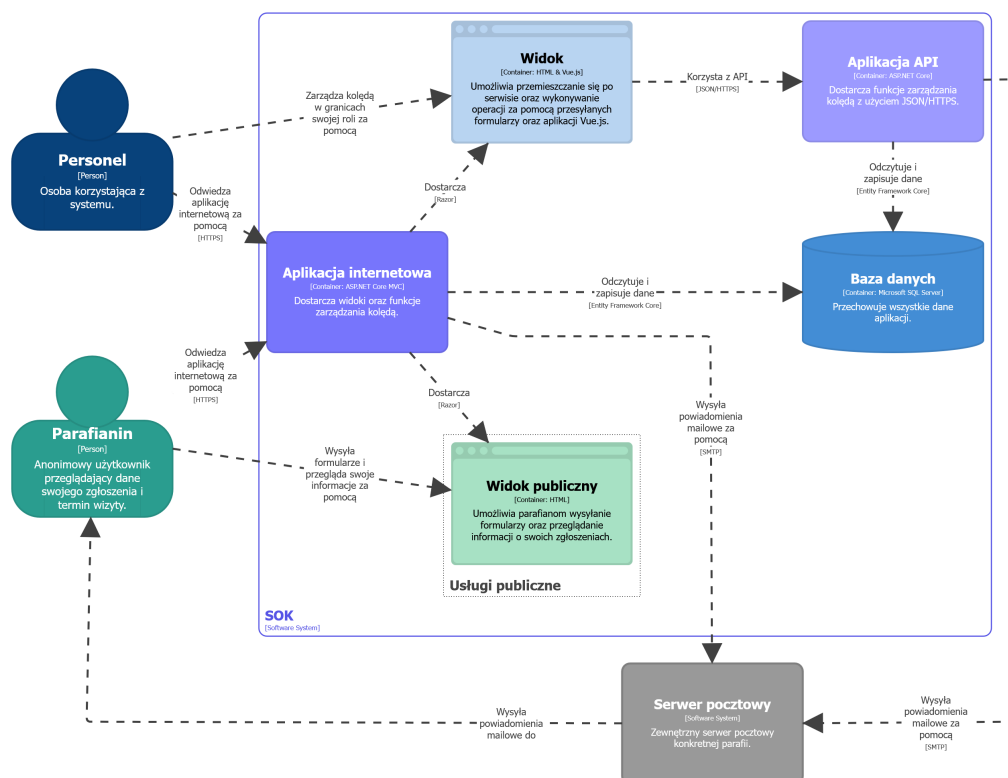 Widok
[Container: HTML & Vue.js]
Umożliwia przemieszczanie się po
serwisie oraz wykonywanie
operacji za pomocą przesyłanych
formularzy oraz aplikacji Vue.js.
Korzysta z API
[JSON/HTTPS]
Aplikacja API
[Container: ASP.NET Core]
Dostarcza funkcje zarządzania
kolędą z użyciem JSON/HTTPS.
Zarządza kolędą
w granicach
swojej roli za
pomocą
Personel
[Person]
Osoba korzystająca z
systemu.
Odwiedza
aplikację
internetową za
pomocą
[HTTPS]
Dostarcza
[Razor]
Odczytuje i
zapisuje dane
[Entity Framework Core]
Aplikacja internetowa
[Container: ASP.NET Core MVC]
Dostarcza widoki oraz funkcje
zarządzania kolędą.
Odczytuje i
zapisuje dane
[Entity Framework Core]
Baza danych
[Container: Microsoft SQL Server]
Przechowuje wszystkie dane
aplikacji.
Odwiedza
aplikację
internetową za
pomocą
[HTTPS]
Dostarcza
[Razor]
Wysyła
powiadomienia
mailowe za
pomocą
[SMTP]
Parafianin
[Person]
Anonimowy użytkownik
przeglądający dane
swojego zgłoszenia i
termin wizyty.
Wysyła
formularze i
przegląda swoje
informacje za
pomocą
Widok publiczny
[Container: HTML]
Umożliwia parafianom wysyłanie
formularzy oraz przeglądanie
informacji o swoich zgłoszeniach.
Usługi publiczne
SOK
[Software System]
Serwer pocztowy
[Software System]
Zewnętrzny serwer pocztowy
konkretnej parafii.
Wysyła
powiadomienia
mailowe do
Wysyła
powiadomienia
mailowe za
pomocą
[SMTP]